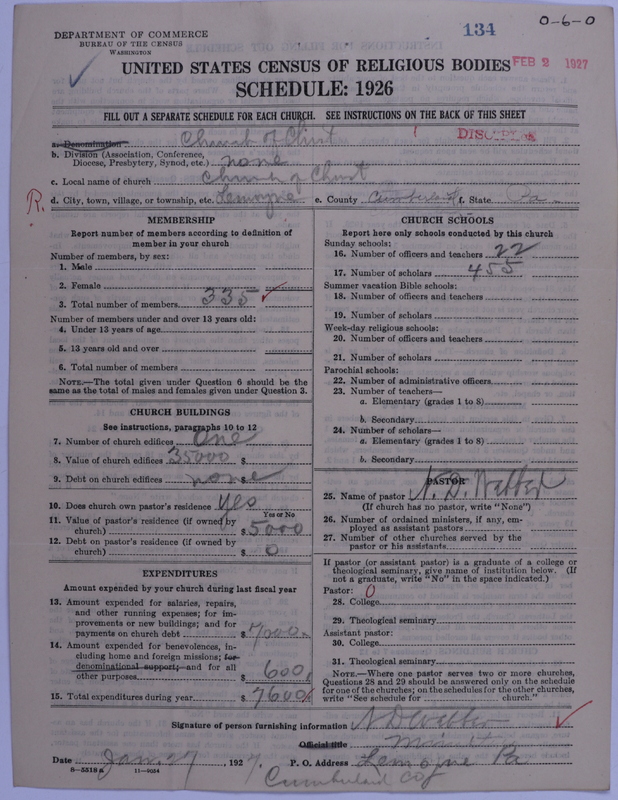 134
O-6-0
DEPARTMENT OF COMMERCE
BUREAU OF THE CENSUS
WASHINGTON
UNITED STATES CENSUS OF RELIGIOUS BODIES
FEB 2 1927
SCHEDULE: 1926
FILL OUT A SEPARATE SCHEDULE FOR EACH CHURCH. SEE INSTRUCTIONS ON THE BACK OF THIS SHEET
a. Denomination Church of Christ
DISCIPLES
b. Division (Association, Conference,
Diocese, Presbytery, Synod, etc.) none
c. Local name of church Church of Christ
R.
d. City, town, village, or township, etc. Lemoyne e. County Cumberland f. State Pa
MEMBERSHIP
Report number of members according to definition of
member in your church
Number of members, by sex:
1. Male
2. Female
3. Total number of members 335
Number of members under and over 13 years old:
4. Under 13 years of age
5. 13 years old and over
6. Total number of members
NOTE.—The total given under Question 6 should be the
same as the total of males and females given under Question 3.
CHURCH BUILDINGS
See instructions, paragraphs 10 to 12
7. Number of church edifices One
8. Value of church edifices 35000 $
9. Debt on church edifices none $
10. Does church own pastor's residence yes
Yes or No
11. Value of pastor's residence (if owned by
church) $ 5000
12. Debt on pastor's residence (if owned by
church) $ 0
EXPENDITURES
Amount expended by your church during last fiscal year
13. Amount expended for salaries, repairs,
and other running expenses; for im-
provements or new buildings; and for
payments on church debt $ 7000
14. Amount expended for benevolences, in-
cluding home and foreign missions; for
denominational support; and for all
other purposes $ 600
15. Total expenditures during year $ 7600
CHURCH SCHOOLS
Report here only schools conducted by this church
Sunday schools:
16. Number of officers and teachers 22
17. Number of scholars 455
Summer vacation Bible schools:
18. Number of officers and teachers
19. Number of scholars
Week-day religious schools:
20. Number of officers and teachers
21. Number of scholars
Parochial schools:
22. Number of administrative officers
23. Number of teachers—
a. Elementary (grades 1 to 8)
b. Secondary
24. Number of scholars—
a. Elementary (grades 1 to 8)
b. Secondary
PASTOR
25. Name of pastor N. D. Webber
(If church has no pastor, write "None")
26. Number of ordained ministers, if any, em-
ployed as assistant pastors
27. Number of other churches served by the
pastor or his assistants
If pastor (or assistant pastor) is a graduate of a college or
theological seminary, give name of institution below. (If
not a graduate, write "No" in the space indicated.)
Pastor: 0
28. College
29. Theological seminary
Assistant pastor:
30. College
31. Theological seminary
NOTE.—Where one pastor serves two or more churches,
Questions 28 and 29 should be answered only on the schedule
for one of the churches; on the schedules for the other churches,
write "See schedule for church."
Signature of person furnishing information N D Webber
Official title
Date Jan. 27, 1927. P. O. Address Lemoyne Pa
8-5318a 11-9034
Cumberland Co